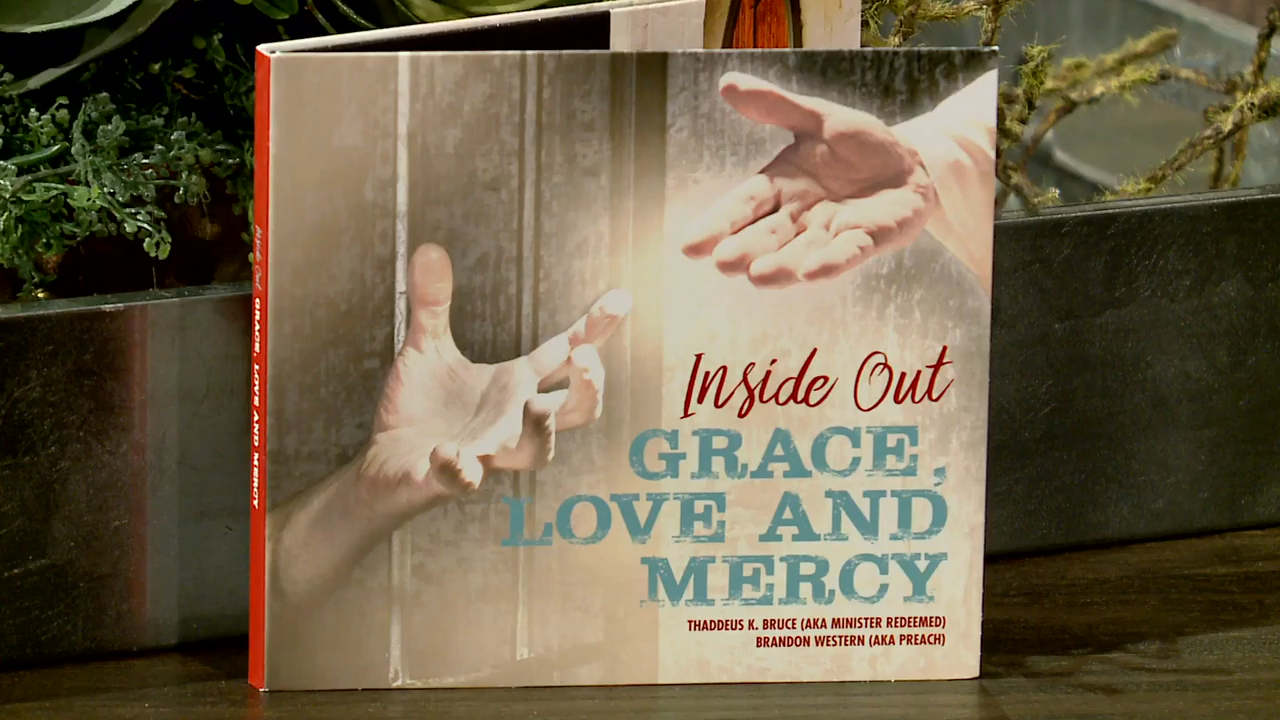 Inside Out
GRACE,
LOVE AND
MERCY
THADDEUS K. BRUCE (AKA MINISTER REDEEMED)
BRANDON WESTERN (AKA PREACH)
Inside Out GRACE, LOVE AND MERCY